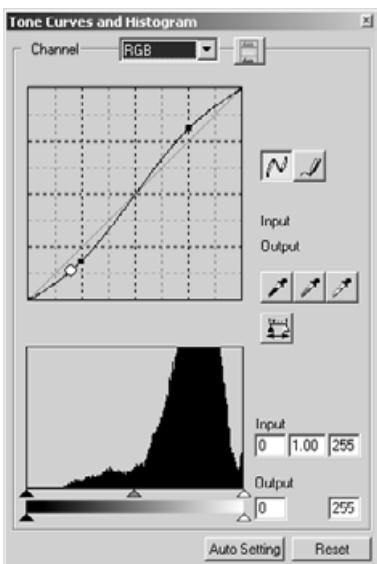 Tone Curves and Histogram
Channel RGB
Input
Output
Input
0 1.00 255
Output
0 255
Auto Setting Reset